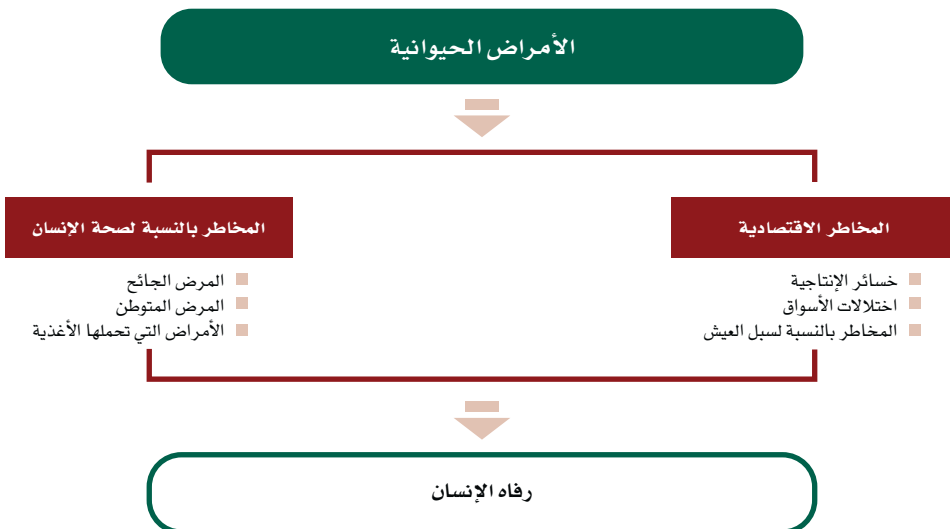 الأمراض الحيوانية
المخاطر الاقتصادية
خسائر الإنتاجية
اختلالات الأسواق
المخاطر بالنسبة لسبل العيش
المخاطر بالنسبة لصحة الإنسان
المرض الجائح
المرض المتوطن
الأمراض التي تحملها الأغذية
رفاه الإنسان